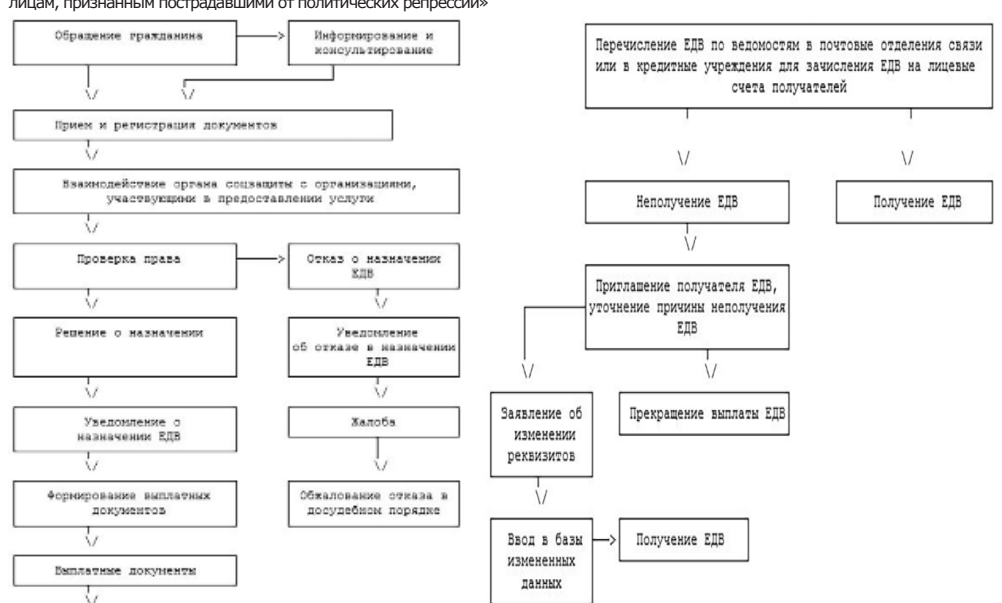 лицам, признанным пострадавшими от политических репрессий»
Обращение гражданина
Информирование и
консультирование
Прием и регистрация документов
Взаимодействие органа соцзащиты с организациями,
участвующими в предоставлении услуги
Проверка права
Отказ о назначении
ЕДВ
Решение о назначении
Уведомление
об отказе в назначении
ЕДВ
Уведомление о
назначении ЕДВ
Жалоба
Формирование выплатных
документов
Обжалование отказа в
досудебном порядке
Выплатные документы
Перечисление ЕДВ по ведомостям в почтовые отделения связи
или в кредитные учреждения для зачисления ЕДВ на лицевые
счета получателей
Неполучение ЕДВ
Получение ЕДВ
Приглашение получателя ЕДВ,
уточнение причины неполучения
ЕДВ
Заявление об
изменении
реквизитов
Прекращение выплаты ЕДВ
Ввод в базы
измененных
данных
Получение ЕДВ